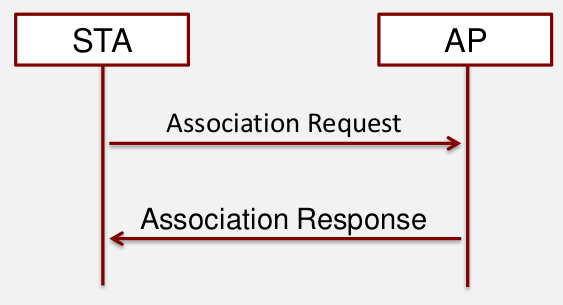 STA
AP
Association Request
Association Response